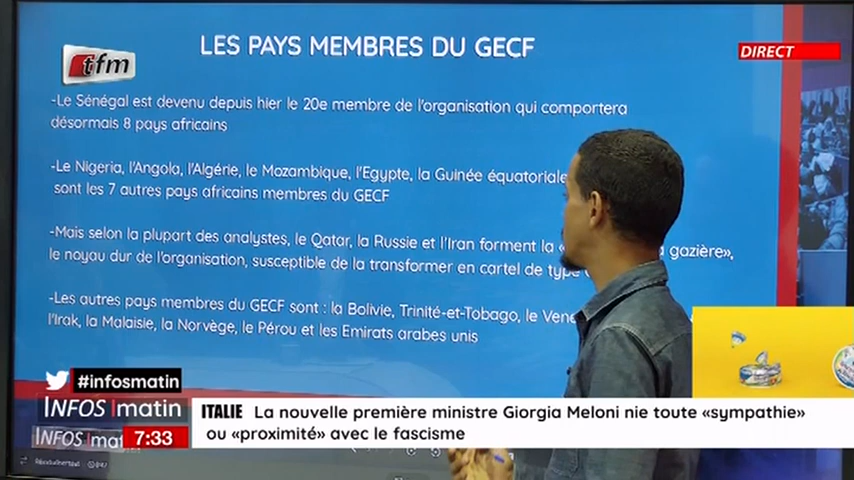 LES PAYS MEMBRES DU GECF
tfm
DIRECT
-Le Sénégal est devenu depuis hier le 20e membre de l'organisation qui comportera
désormais 8 pays africains
-Le Nigeria, l'Angola, l'Algérie, le Mozambique, l'Egypte, la Guinée équatoriale
sont les 7 autres pays africains membres du GECF
-Mais selon la plupart des analystes, le Qatar, la Russie et l'Iran forment la « gazière»,
le noyau dur de l'organisation, susceptible de la transformer en cartel de type
-Les autres pays membres du GECF sont : la Bolivie, Trinité-et-Tobago, le
l'Irak, la Malaisie, la Norvège, le Pérou et les Emirats arabes unis
#infosmatin
INFOS matin
INFOS mat
7:33
ITALIE La nouvelle première ministre Giorgia Meloni nie toute «sympathie»
ou «proximité» avec le fascisme